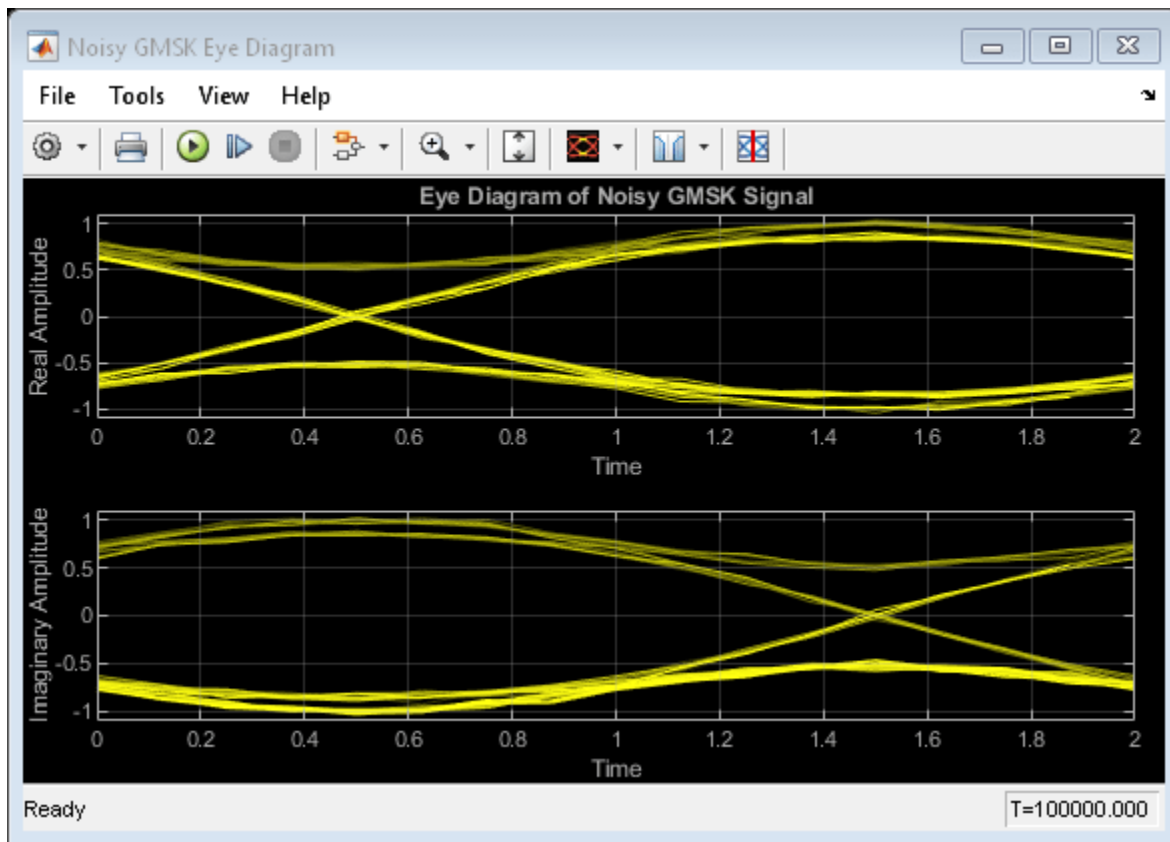 Noisy GMSK Eye Diagram
File Tools View Help
Eye Diagram of Noisy GMSK Signal
Real Amplitude
1
0.5
0
-0.5
-1
0 0.2 0.4 0.6 0.8 1 1.2 1.4 1.6 1.8 2
Time
Imaginary Amplitude
1
0.5
0
-0.5
-1
0 0.2 0.4 0.6 0.8 1 1.2 1.4 1.6 1.8 2
Time
Ready T=100000.000